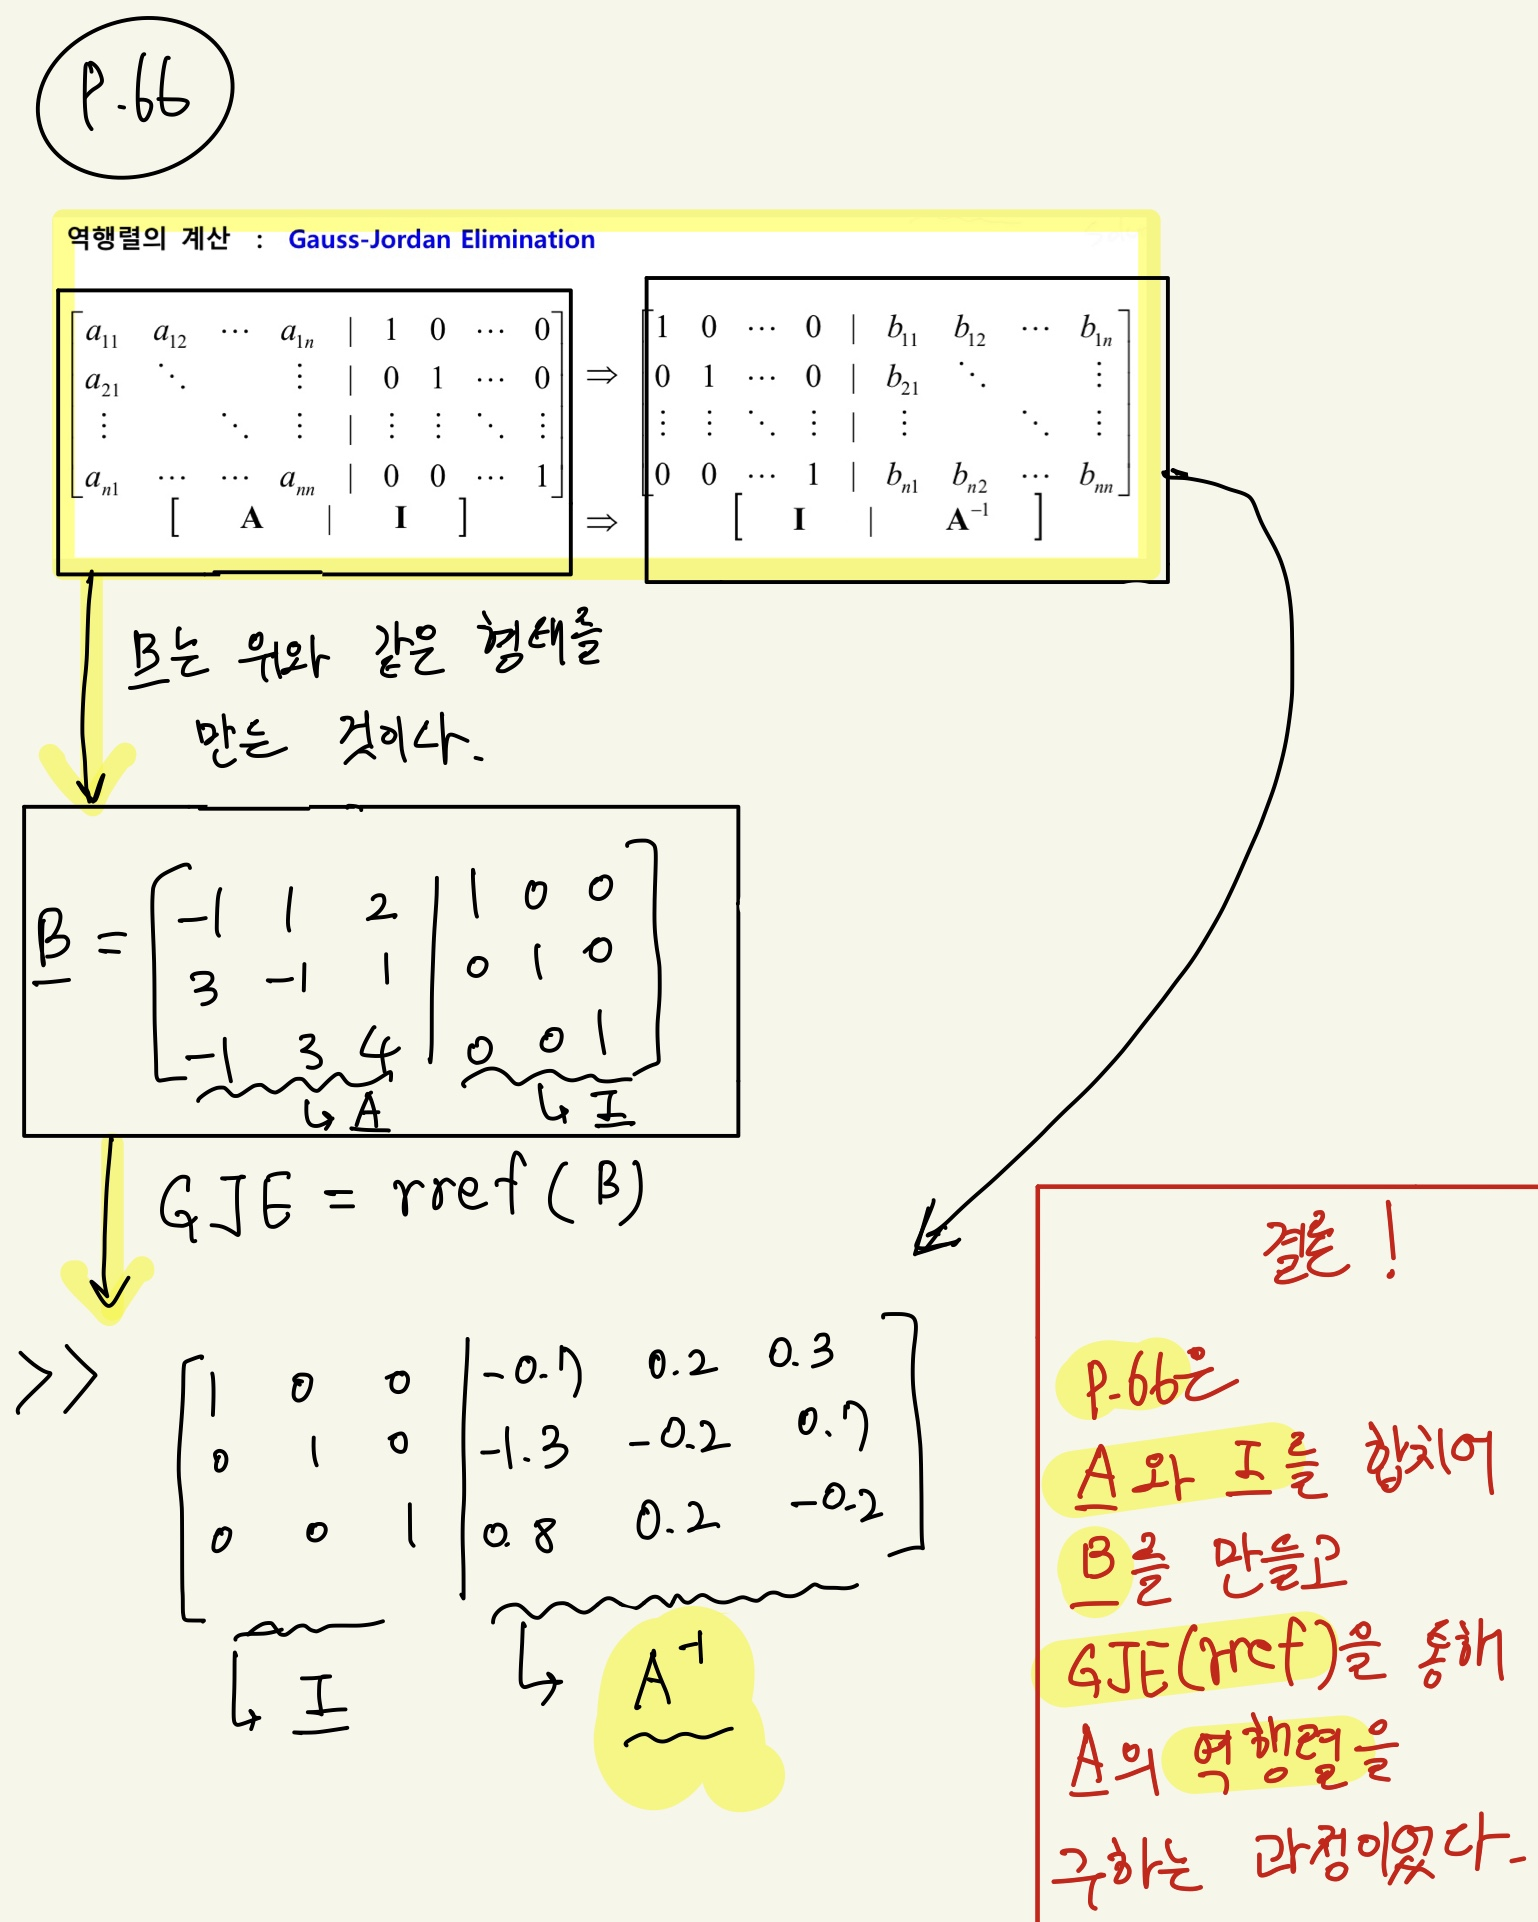 P.66
역행렬의 계산 : Gauss-Jordan Elimination
[a11 a12 ⋯ a1n | 1 0 ⋯ 0] ⇒ [1 0 ⋯ 0 | b11 b12 ⋯ b1n]
a21 ⋱ ⋮ | 0 1 ⋯ 0 0 1 ⋯ 0 | b21 ⋱ ⋮
⋮ ⋱ ⋮ | ⋮ ⋮ ⋱ ⋮ ⋮ ⋮ ⋱ ⋮ | ⋮ ⋱ ⋮
an1 ⋯ ⋯ ann | 0 0 ⋯ 1 0 0 ⋯ 1 | bn1 bn2 ⋯ bnn
[ A | I ] ⇒ [ I | A⁻¹ ]
B는 위와 같은 형태를
만든 것이다.
B = [-1 1 2 | 1 0 0
3 -1 1 | 0 1 0
-1 3 4 | 0 0 1]
↳ A ↳ I
GJE = rref(B)
>> [1 0 0 | -0.7 0.2 0.3
0 1 0 | -1.3 -0.2 0.7
0 0 1 | 0.8 0.2 -0.2]
↳ I ↳ A⁻¹
결론!
P.66은
A와 I를 합치어
B를 만들고
GJE(rref)을 통해
A의 역행렬을
구하는 과정이었다.